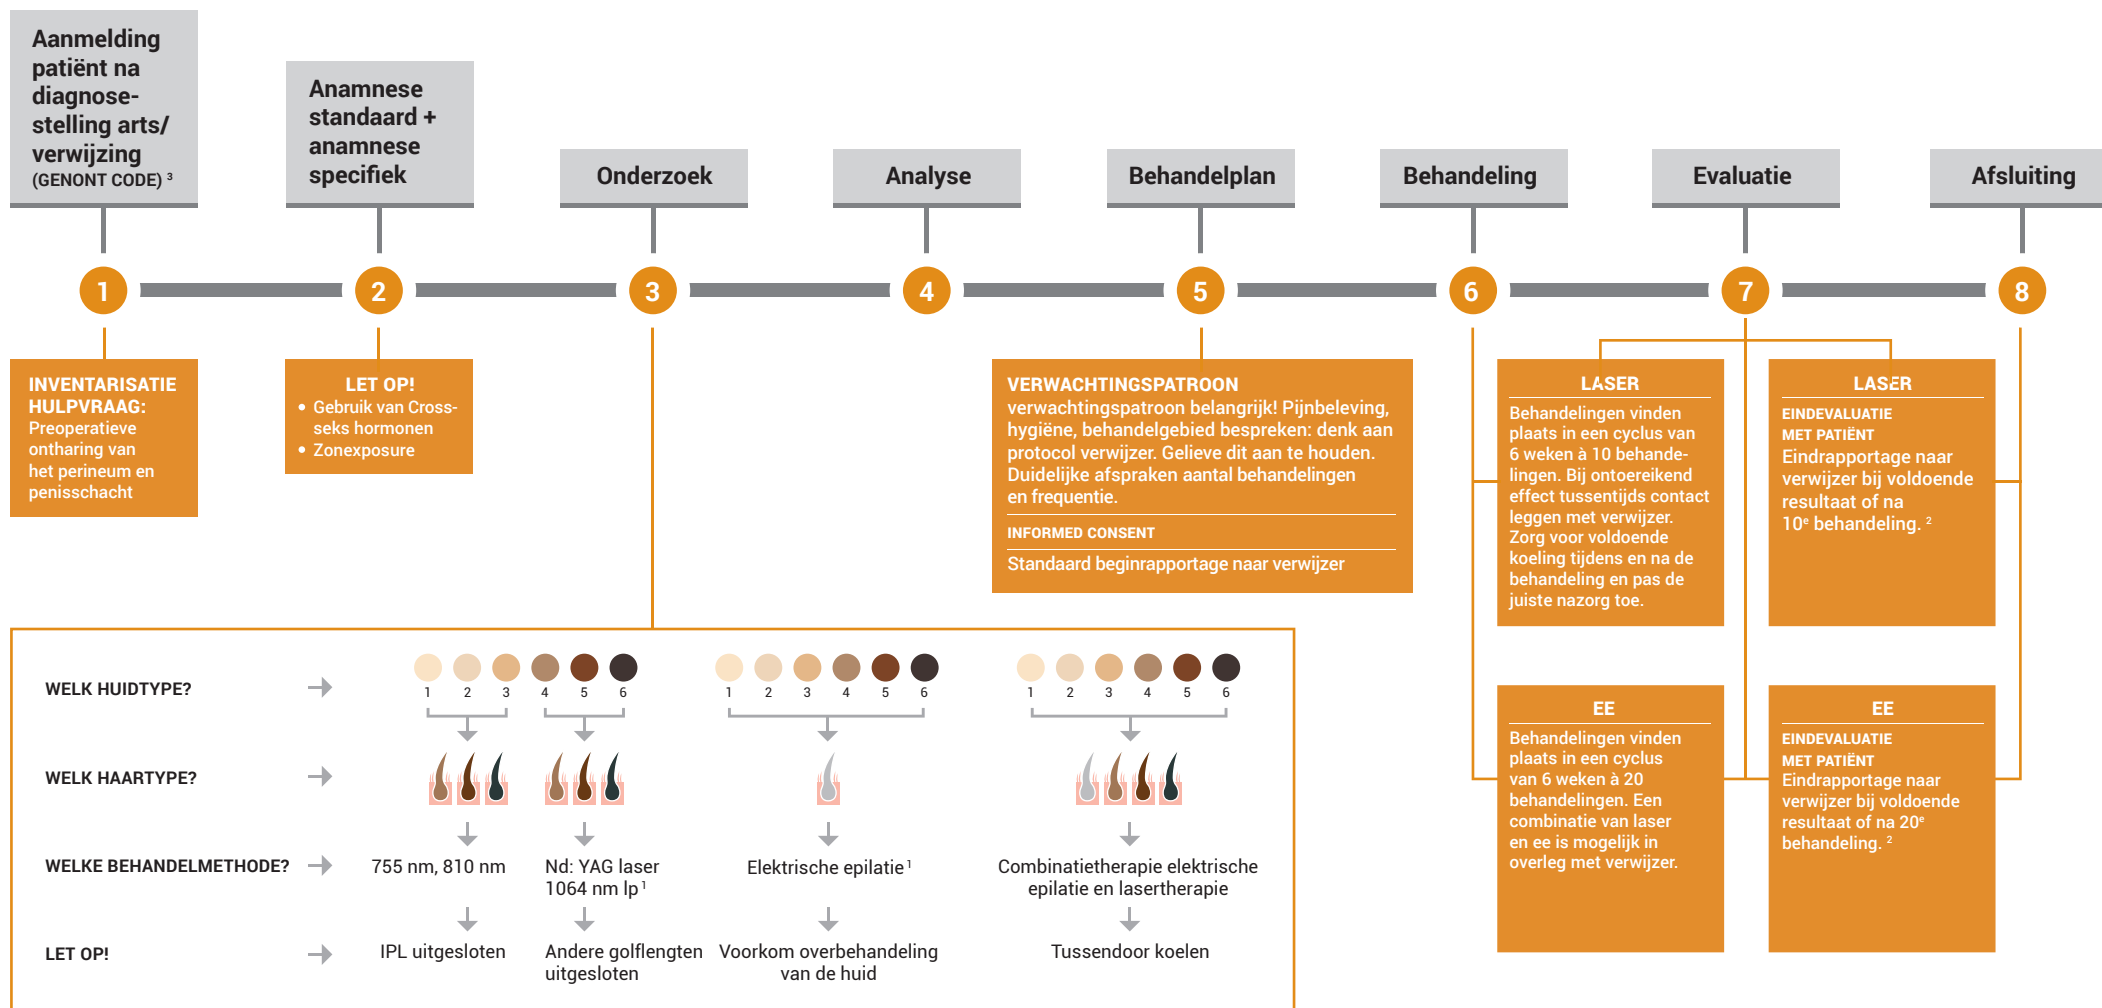 Aanmelding
patiënt na
diagnose-
stelling arts/
verwijzing
(GENONT CODE) ³
Anamnese
standaard +
anamnese
specifiek
Onderzoek
Analyse
Behandelplan
Behandeling
Evaluatie
Afsluiting
1
2
3
4
5
6
7
8
INVENTARISATIE
HULPVRAAG:
Preoperatieve
ontharing van
het perineum en
penisschacht
LET OP!
• Gebruik van Cross-
seks hormonen
• Zonexposure
VERWACHTINGSPATROON
verwachtingspatroon belangrijk! Pijnbeleving,
hygiëne, behandelgebied bespreken: denk aan
protocol verwijzer. Gelieve dit aan te houden.
Duidelijke afspraken aantal behandelingen
en frequentie.
INFORMED CONSENT
Standaard beginrapportage naar verwijzer
LASER
Behandelingen vinden
plaats in een cyclus van
6 weken à 10 behande-
lingen. Bij ontoereikend
effect tussentijds contact
leggen met verwijzer.
Zorg voor voldoende
koeling tijdens en na de
behandeling en pas de
juiste nazorg toe.
LASER
EINDEVALUATIE
MET PATIËNT
Eindrapportage naar
verwijzer bij voldoende
resultaat of na
10ᵉ behandeling. ²
EE
Behandelingen vinden
plaats in een cyclus
van 6 weken à 20
behandelingen. Een
combinatie van laser
en ee is mogelijk in
overleg met verwijzer.
EE
EINDEVALUATIE
MET PATIËNT
Eindrapportage naar
verwijzer bij voldoende
resultaat of na 20ᵉ
behandeling. ²
WELK HUIDTYPE?
1 2 3 4 5 6
1 2 3 4 5 6
1 2 3 4 5 6
WELK HAARTYPE?
WELKE BEHANDELMETHODE?
755 nm, 810 nm
Nd: YAG laser
1064 nm lp ¹
Elektrische epilatie ¹
Combinatietherapie elektrische
epilatie en lasertherapie
LET OP!
IPL uitgesloten
Andere golflengten
uitgesloten
Voorkom overbehandeling
van de huid
Tussendoor koelen